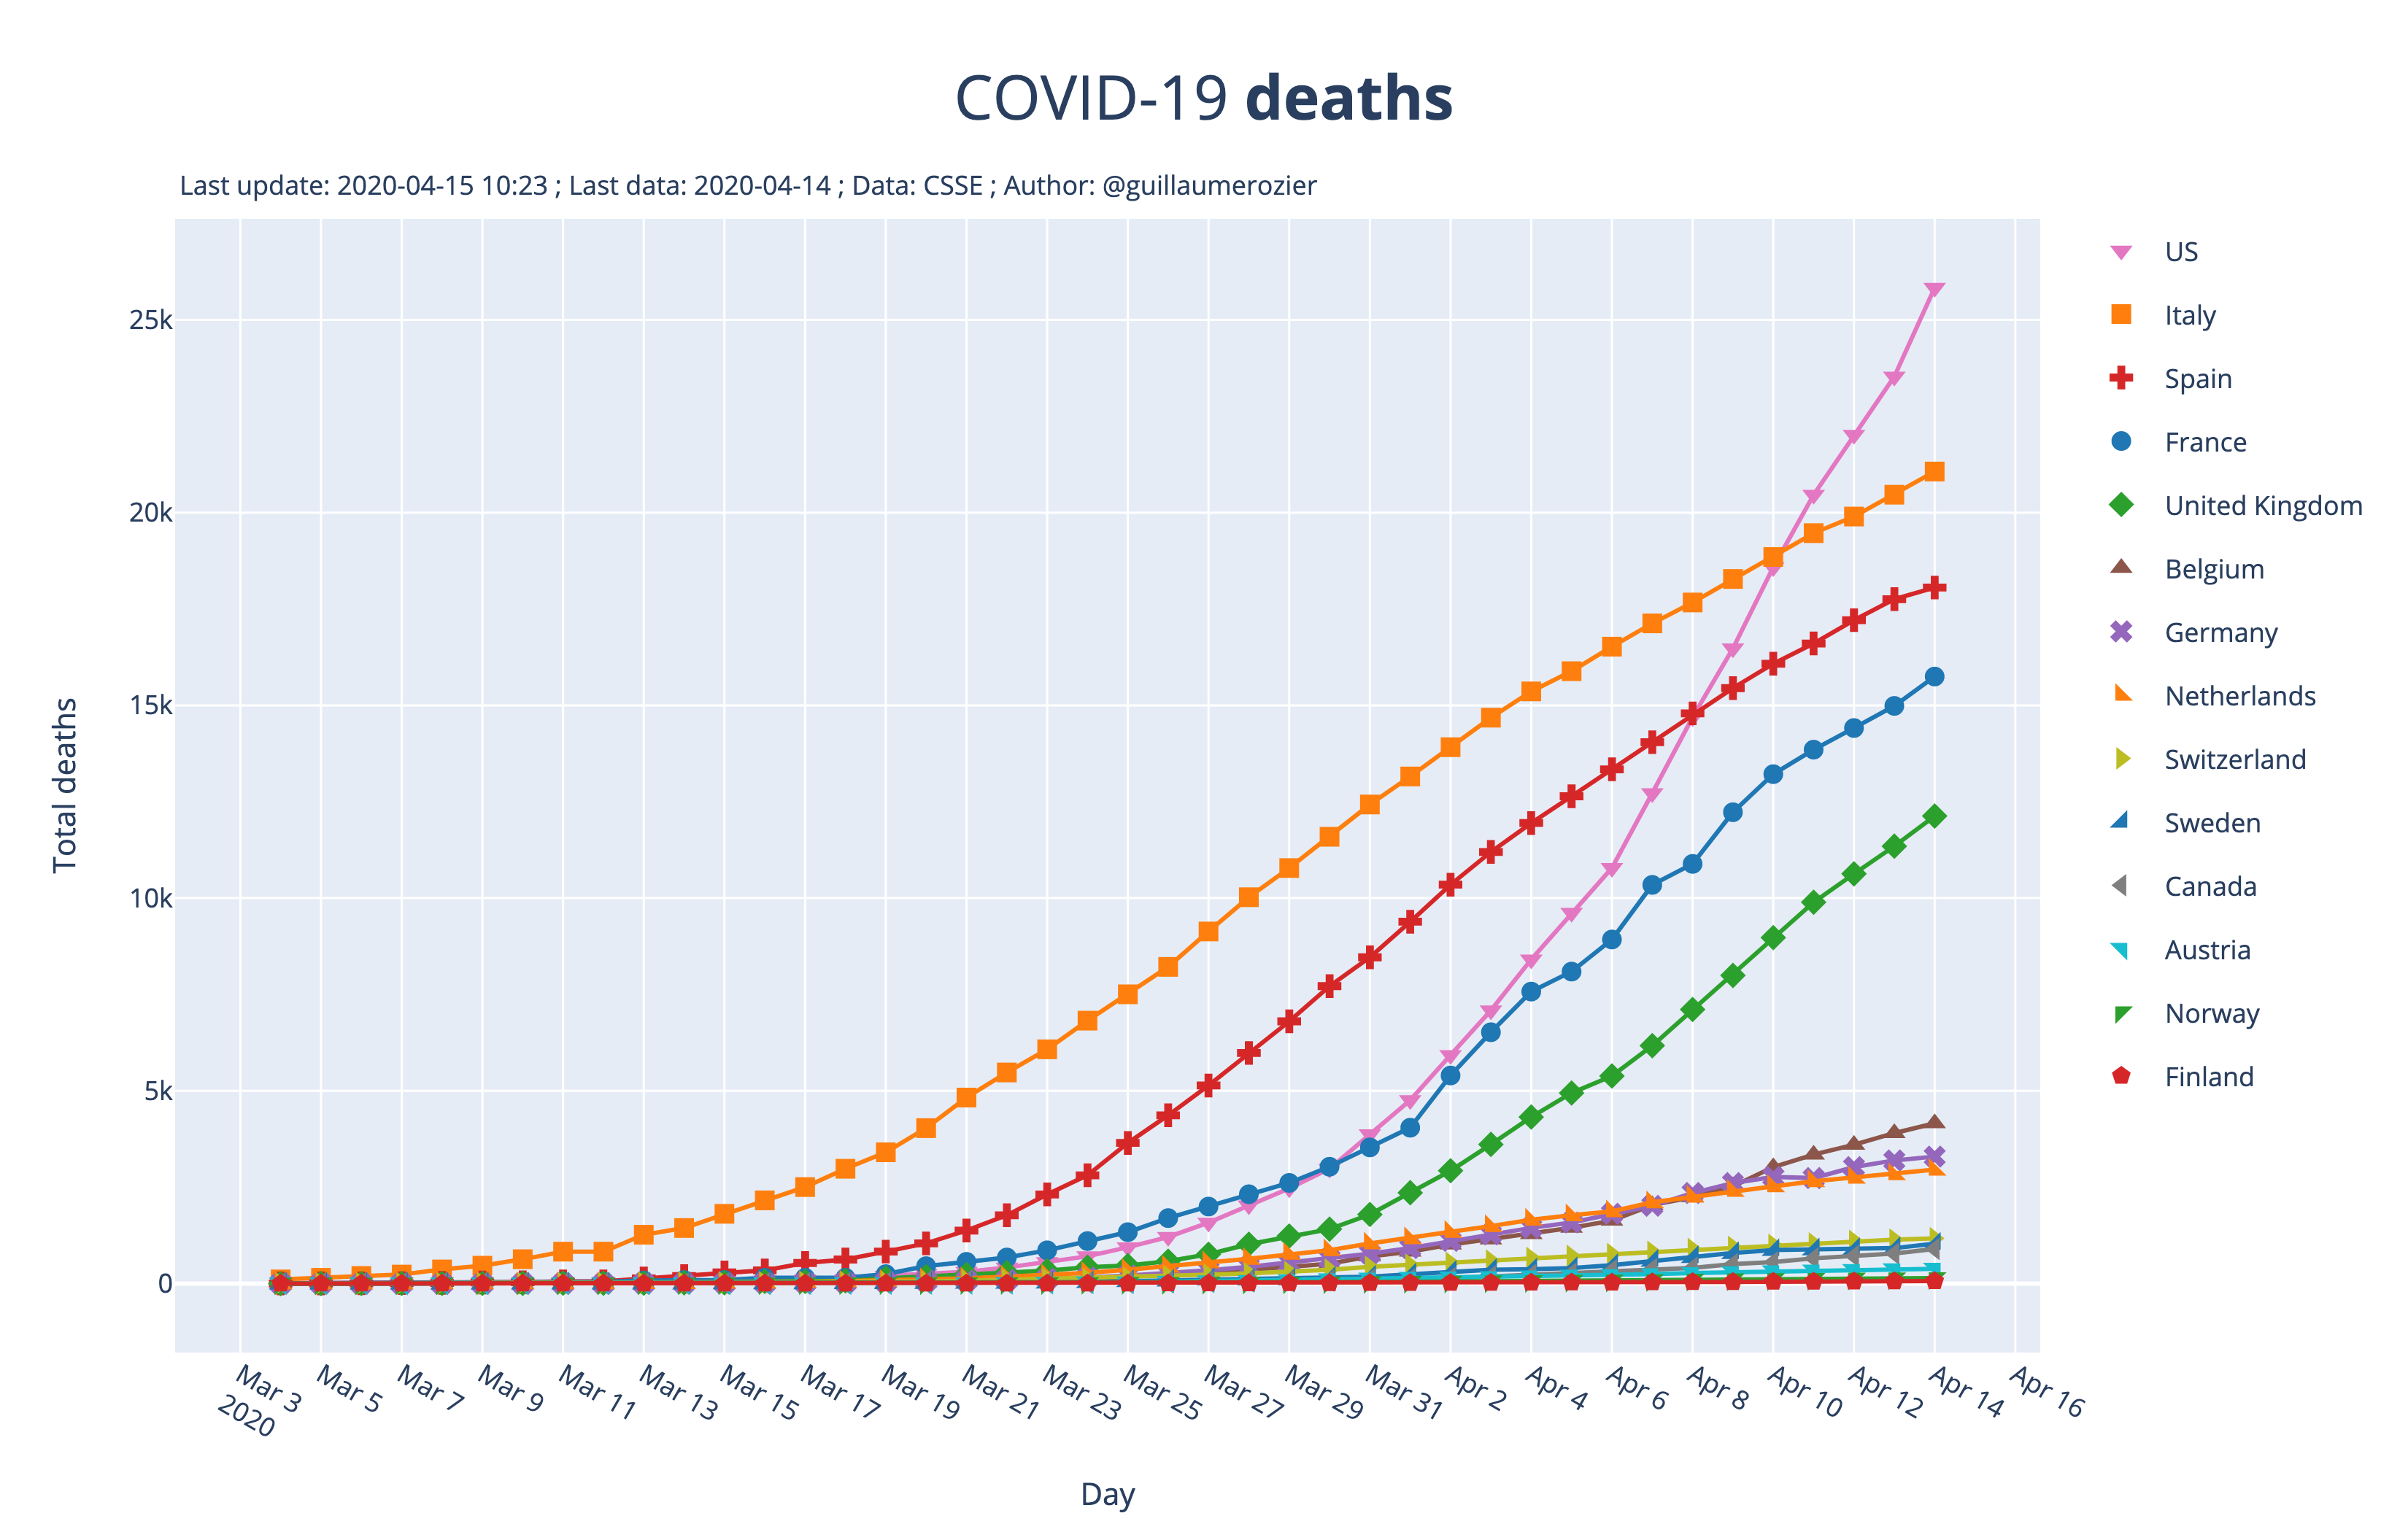 COVID-19 deaths
Last update: 2020-04-15 10:23 ; Last data: 2020-04-14 ; Data: CSSE ; Author: @guillaumerozier
US
Italy
Spain
France
United Kingdom
Belgium
Germany
Netherlands
Switzerland
Sweden
Canada
Austria
Norway
Finland
Total deaths
25k
20k
15k
10k
5k
0
Mar 3
2020
Mar 5
Mar 7
Mar 9
Mar 11
Mar 13
Mar 15
Mar 17
Mar 19
Mar 21
Mar 23
Mar 25
Mar 27
Mar 29
Mar 31
Apr 2
Apr 4
Apr 6
Apr 8
Apr 10
Apr 12
Apr 14
Apr 16
Day